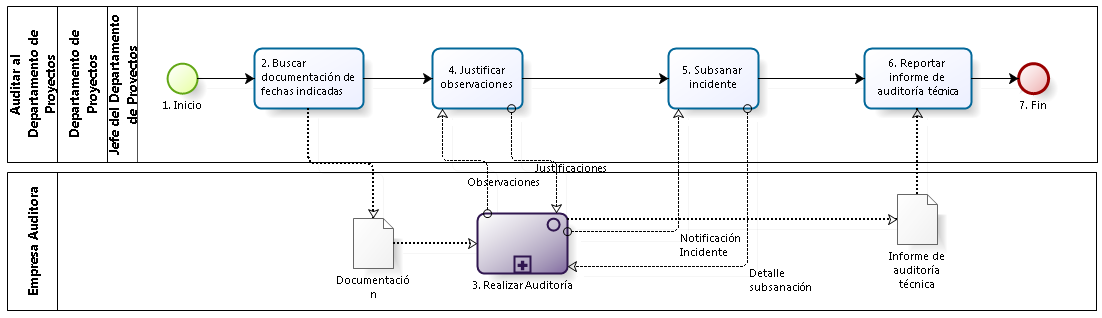 Auditar al
Departamento de
Proyectos
Departamento de
Proyectos
Jefe del Departamento
de Proyectos
1. Inicio
2. Buscar
documentación de
fechas indicadas
4. Justificar
observaciones
5. Subsanar
incidente
6. Reportar
informe de
auditoría técnica
7. Fin
Justificaciones
Observaciones
Empresa Auditora
Documentació
n
3. Realizar Auditoría
Notificación
Incidente
Detalle
subsanación
Informe de
auditoría
técnica